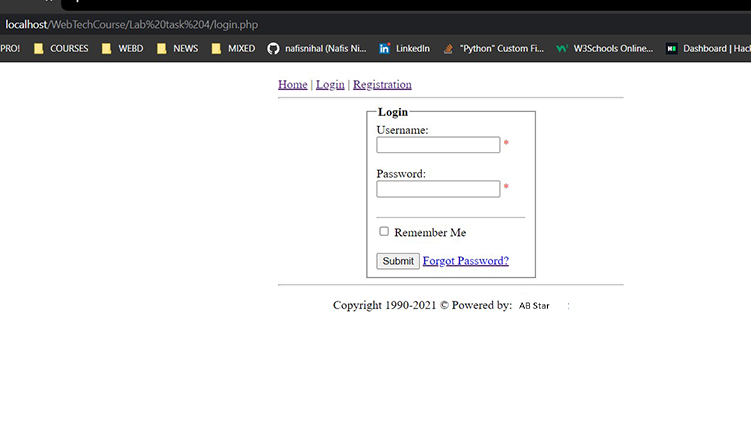 localhost/WebTechCourse/Lab%20task%204/login.php
PRO! COURSES WEBD NEWS MIXED nafisnihal (Nafis Ni... LinkedIn "Python" Custom Fi... W3Schools Online... Dashboard | Hac
Home | Login | Registration
Login
Username:
*
Password:
*
Remember Me
Submit Forgot Password?
Copyright 1990-2021 © Powered by: AB Star